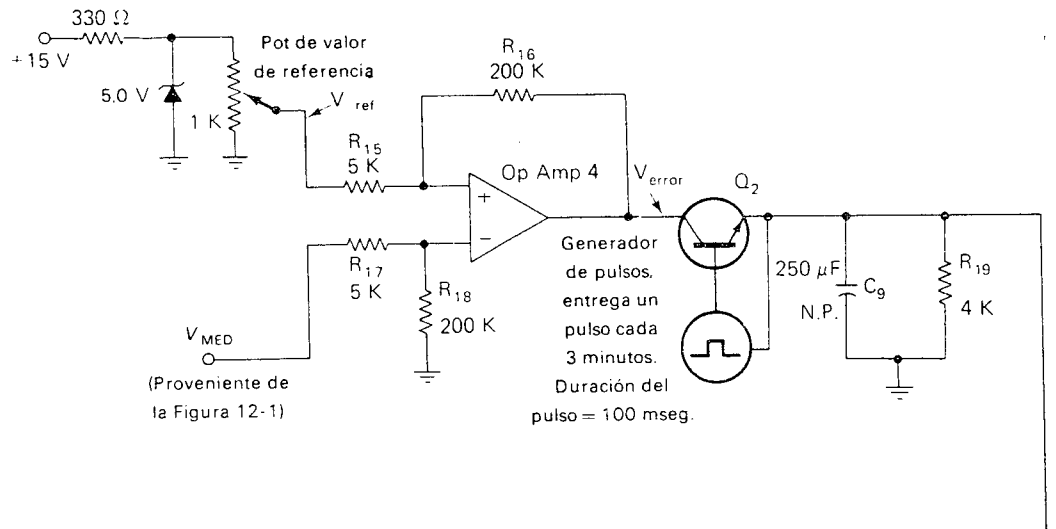 330 Ω
+15 V
5.0 V
1 K
Pot de valor
de referencia
V ref
R15
5 K
R16
200 K
+
−
Op Amp 4
Verror
Q2
R17
5 K
R18
200 K
VMED
(Proveniente de
la Figura 12-1)
Generador
de pulsos,
entrega un
pulso cada
3 minutos.
Duración del
pulso = 100 mseg.
250 µF
C9
N.P.
R19
4 K